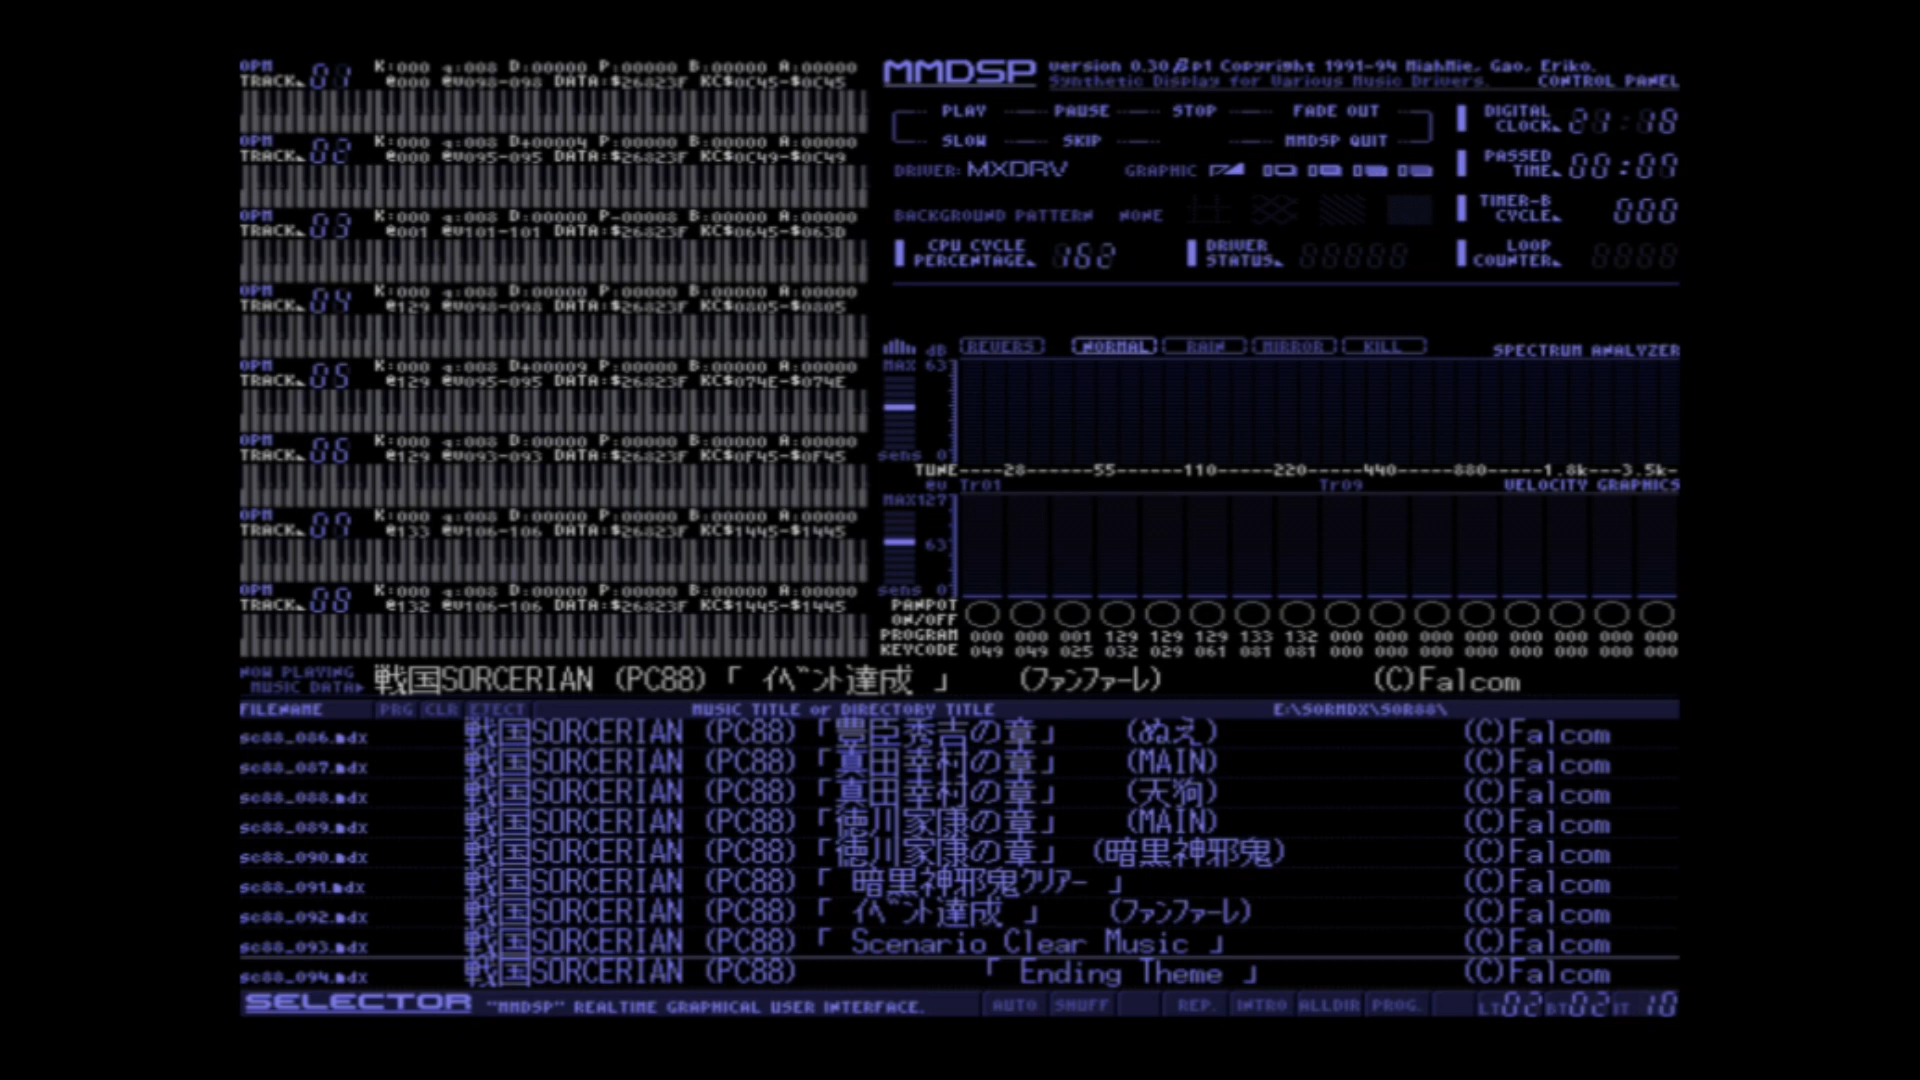 OPM K:000 q:008 D:00000 P:00000 B:00000 A:00000
TRACK 01 @000 @v098-098 DATA:$26823F KC$0C45-$0C45
OPM K:000 q:008 D+00004 P:00000 B:00000 A:00000
TRACK 02 @000 @v095-095 DATA:$26823F KC$0C49-$0C49
OPM K:000 q:008 D:00000 P-00008 B:00000 A:00000
TRACK 03 @001 @v101-101 DATA:$26823F KC$0645-$063D
OPM K:000 q:008 D:00000 P:00000 B:00000 A:00000
TRACK 04 @129 @v098-098 DATA:$26823F KC$0805-$0805
OPM K:000 q:008 D+00009 P:00000 B:00000 A:00000
TRACK 05 @129 @v095-095 DATA:$26823F KC$074E-$074E
OPM K:000 q:008 D:00000 P:00000 B:00000 A:00000
TRACK 06 @129 @v093-093 DATA:$26823F KC$0F45-$0F45
OPM K:000 q:008 D:00000 P:00000 B:00000 A:00000
TRACK 07 @133 @v106-106 DATA:$26823F KC$1445-$1445
OPM K:000 q:008 D:00000 P:00000 B:00000 A:00000
TRACK 08 @132 @v106-106 DATA:$26823F KC$1445-$1445
MMDSP version 0.30βp1 Copyright 1991-94 MiahMie, Gao, Eriko.
Synthetic Display for Various Music Drivers. CONTROL PANEL
PLAY PAUSE STOP FADE OUT
SLOW SKIP MMDSP QUIT
DIGITAL CLOCK 21:18
DRIVER: MXDRV GRAPHIC
PASSED TIME 00:07
BACKGROUND PATTERN NONE
TIMER-B CYCLE 000
CPU CYCLE PERCENTAGE 162
DRIVER STATUS
LOOP COUNTER
dB REVERS NORMAL RAIN MIRROR KILL SPECTRUM ANALYZER
MAX 63
sens 0
TUNE----28------55------110-----220-----440-----880-----1.8k---3.5k-
@v Tr01 Tr09 VELOCITY GRAPHICS
MAX127
63
sens 0
PANPOT
ON/OFF
PROGRAM 000 000 001 129 129 129 133 132 000 000 000 000 000 000 000 000
KEYCODE 049 049 025 032 029 061 081 081 000 000 000 000 000 000 000 000
NOW PLAYING MUSIC DATA 戦国SORCERIAN (PC88)「 ｲﾍﾞﾝﾄ達成 」 (ﾌｧﾝﾌｧｰﾚ) (C)Falcom
FILENAME PRG CLR EJECT MUSIC TITLE or DIRECTORY TITLE E:\SORMDX\SOR88\
sc88_086.mdx 戦国SORCERIAN (PC88)「豊臣秀吉の章」 (ぬえ) (C)Falcom
sc88_087.mdx 戦国SORCERIAN (PC88)「真田幸村の章」 (MAIN) (C)Falcom
sc88_088.mdx 戦国SORCERIAN (PC88)「真田幸村の章」 (天狗) (C)Falcom
sc88_089.mdx 戦国SORCERIAN (PC88)「徳川家康の章」 (MAIN) (C)Falcom
sc88_090.mdx 戦国SORCERIAN (PC88)「徳川家康の章」 (暗黒神邪鬼) (C)Falcom
sc88_091.mdx 戦国SORCERIAN (PC88)「 暗黒神邪鬼ｸﾘｱｰ 」 (C)Falcom
sc88_092.mdx 戦国SORCERIAN (PC88)「 ｲﾍﾞﾝﾄ達成 」 (ﾌｧﾝﾌｧｰﾚ) (C)Falcom
sc88_093.mdx 戦国SORCERIAN (PC88)「 Scenario Clear Music 」 (C)Falcom
sc88_094.mdx 戦国SORCERIAN (PC88) 「 Ending Theme 」 (C)Falcom
SELECTOR "MMDSP" REALTIME GRAPHICAL USER INTERFACE. AUTO SHUFF REP. INTRO ALLDIR PROG. LT02 BT02 IT 10